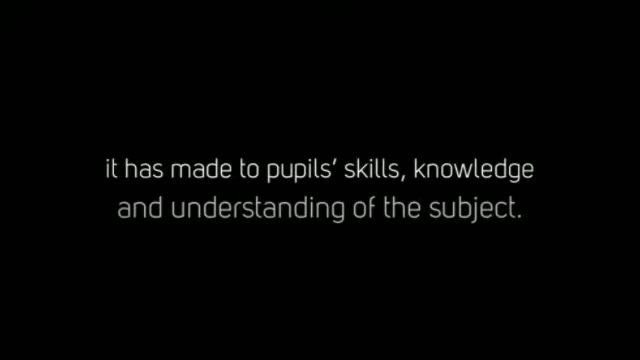 it has made to pupils’ skills, knowledge
and understanding of the subject.